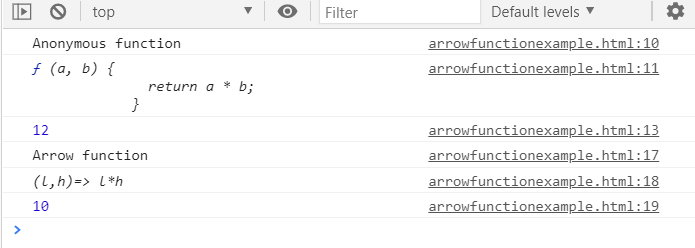 top ▼ Filter Default levels ▼
Anonymous function arrowfunctionexample.html:10
ƒ (a, b) { arrowfunctionexample.html:11
return a * b;
}
12 arrowfunctionexample.html:13
Arrow function arrowfunctionexample.html:17
(l,h)=> l*h arrowfunctionexample.html:18
10 arrowfunctionexample.html:19
>